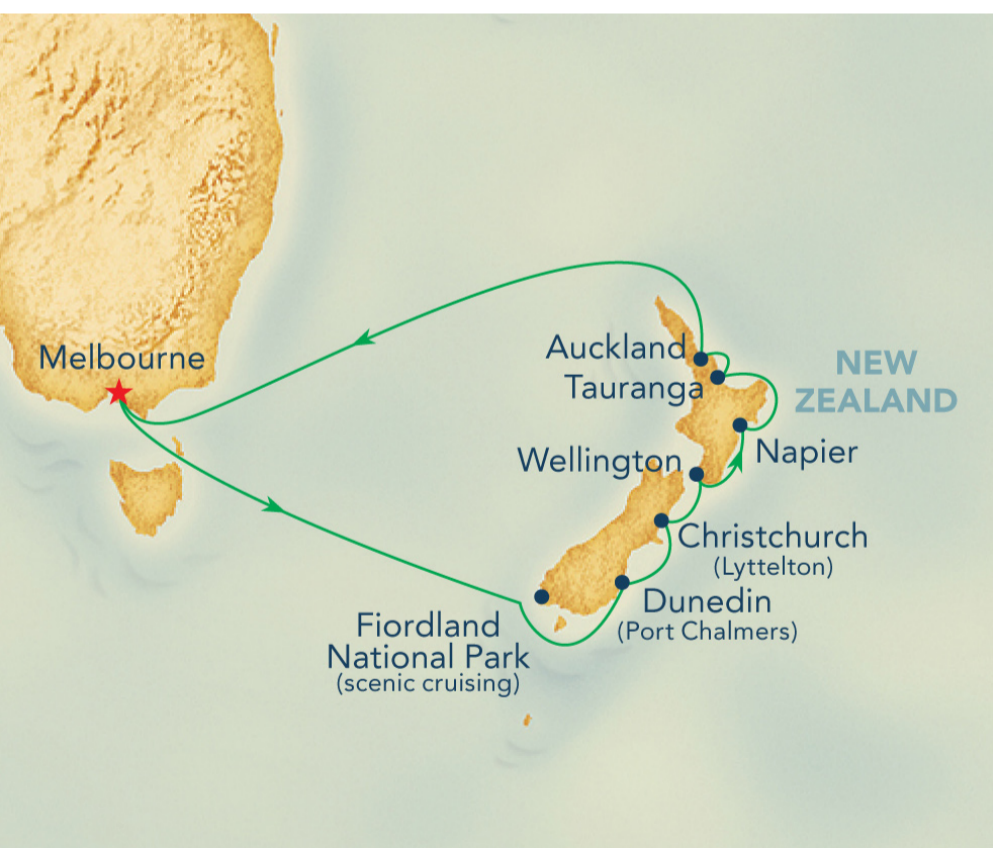 Melbourne
Auckland
Tauranga
NEW
ZEALAND
Wellington
Napier
Christchurch
(Lyttelton)
Dunedin
(Port Chalmers)
Fiordland
National Park
(scenic cruising)